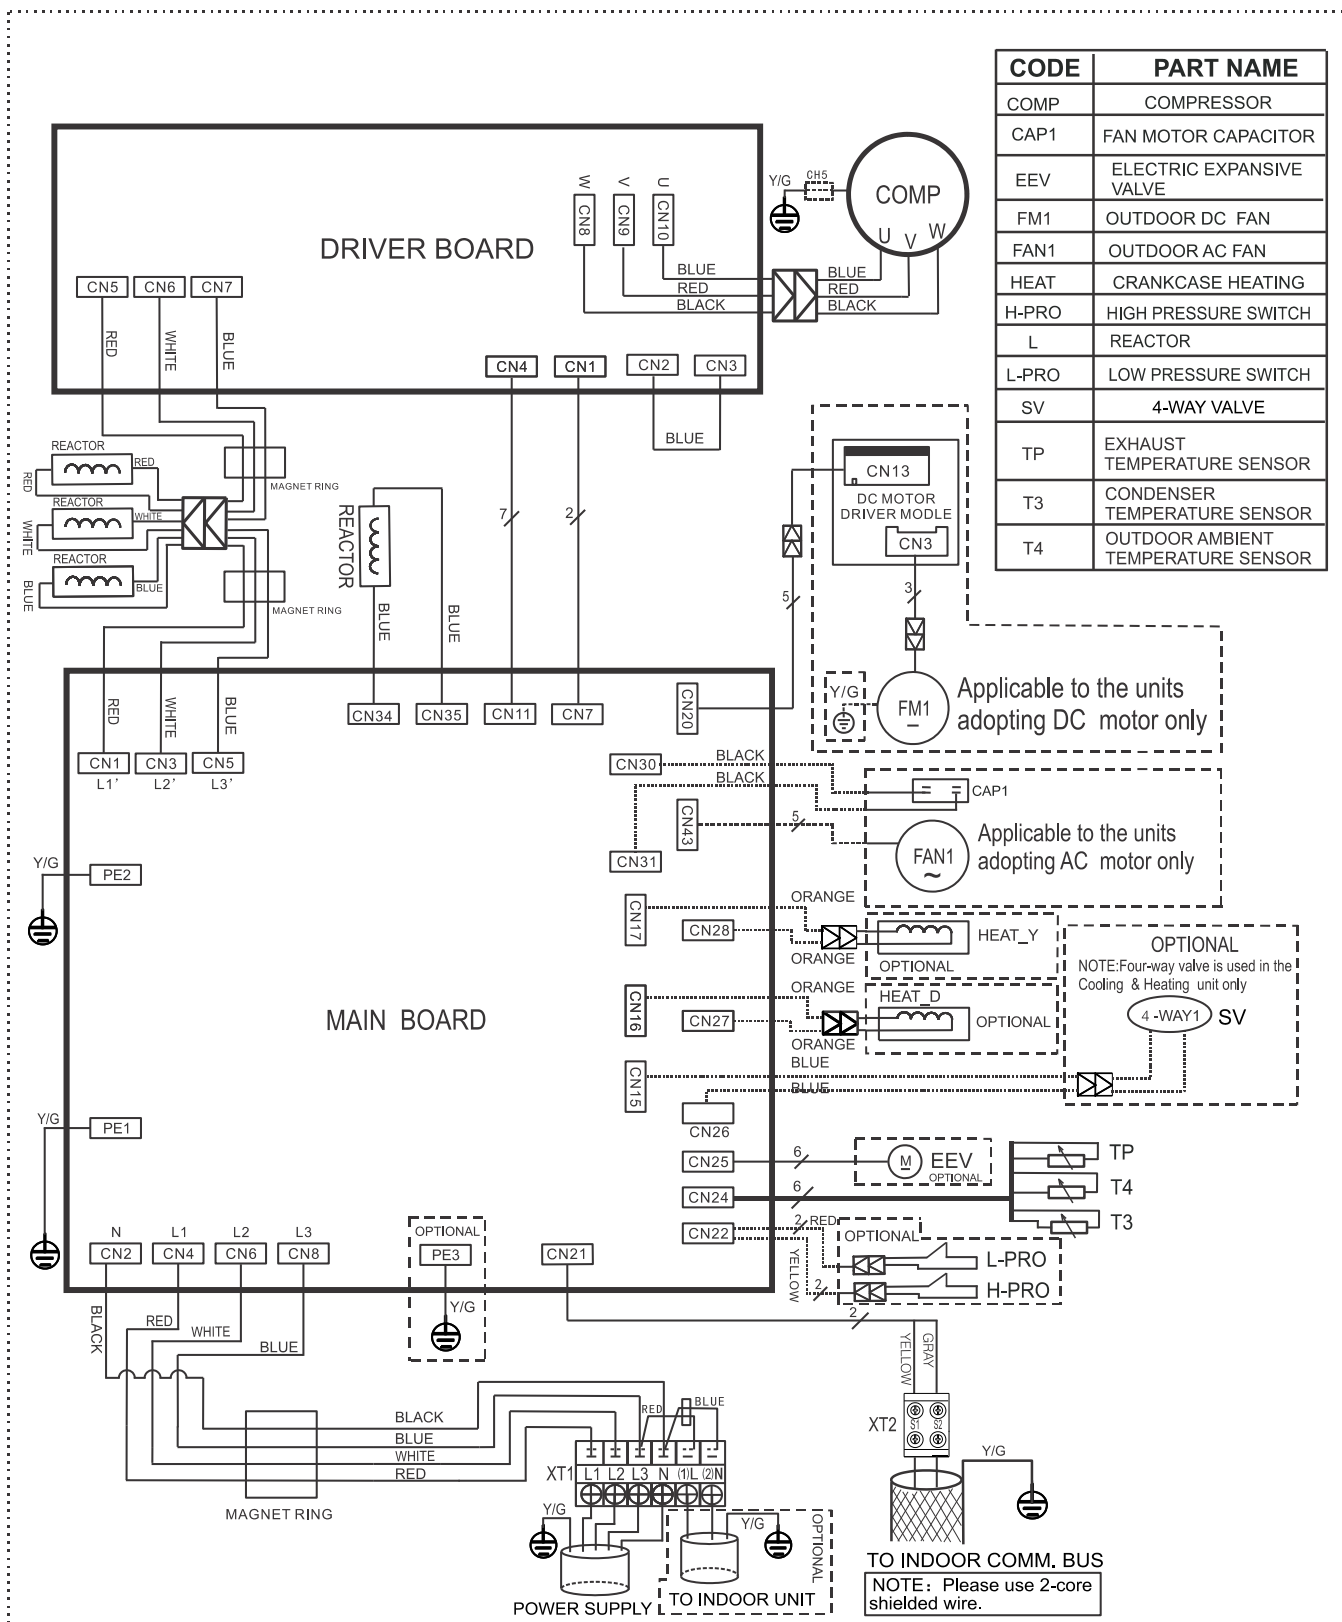 CODE PART NAME
COMP COMPRESSOR
CAP1 FAN MOTOR CAPACITOR
EEV ELECTRIC EXPANSIVE
VALVE
FM1 OUTDOOR DC FAN
FAN1 OUTDOOR AC FAN
HEAT CRANKCASE HEATING
H-PRO HIGH PRESSURE SWITCH
L REACTOR
L-PRO LOW PRESSURE SWITCH
SV 4-WAY VALVE
TP EXHAUST
TEMPERATURE SENSOR
T3 CONDENSER
TEMPERATURE SENSOR
T4 OUTDOOR AMBIENT
TEMPERATURE SENSOR
DRIVER BOARD
W V U
CN8 CN9 CN10
Y/G CH5
COMP
U V W
BLUE BLUE
RED RED
BLACK BLACK
CN5 CN6 CN7
RED WHITE BLUE
CN4 CN1 CN2 CN3
BLUE
REACTOR
RED RED
MAGNET RING
REACTOR
WHITE WHITE
REACTOR
BLUE BLUE
MAGNET RING
REACTOR
BLUE BLUE
7 2
CN13
DC MOTOR
DRIVER MODLE
CN3
5 3
Y/G
FM1
Applicable to the units
adopting DC motor only
RED WHITE BLUE
CN1 CN3 CN5
L1’ L2’ L3’
CN34 CN35 CN11 CN7
CN20
CN30 BLACK
BLACK
CAP1
CN43 5
CN31
FAN1
~
Applicable to the units
adopting AC motor only
Y/G
PE2
ORANGE
CN17 CN28
HEAT_Y
ORANGE
OPTIONAL
ORANGE
HEAT_D
MAIN BOARD
CN16 CN27
OPTIONAL
ORANGE
OPTIONAL
NOTE:Four-way valve is used in the
Cooling & Heating unit only
4-WAY1 SV
BLUE
CN15
BLUE
CN26
Y/G
PE1
CN25 6 M EEV
OPTIONAL
CN24 6
TP
T4
T3
CN22 2 RED
YELLOW 2
OPTIONAL
L-PRO
H-PRO
N L1 L2 L3
CN2 CN4 CN6 CN8
OPTIONAL
PE3
Y/G
CN21
2
BLACK
RED
WHITE
BLUE
YELLOW GRAY
BLACK
BLUE
WHITE
RED
MAGNET RING
RED BLUE
XT1 L1 L2 L3 N (1)L (2)N
Y/G
Y/G
OPTIONAL
POWER SUPPLY
TO INDOOR UNIT
XT2 S1 S2
Y/G
TO INDOOR COMM. BUS
NOTE: Please use 2-core
shielded wire.